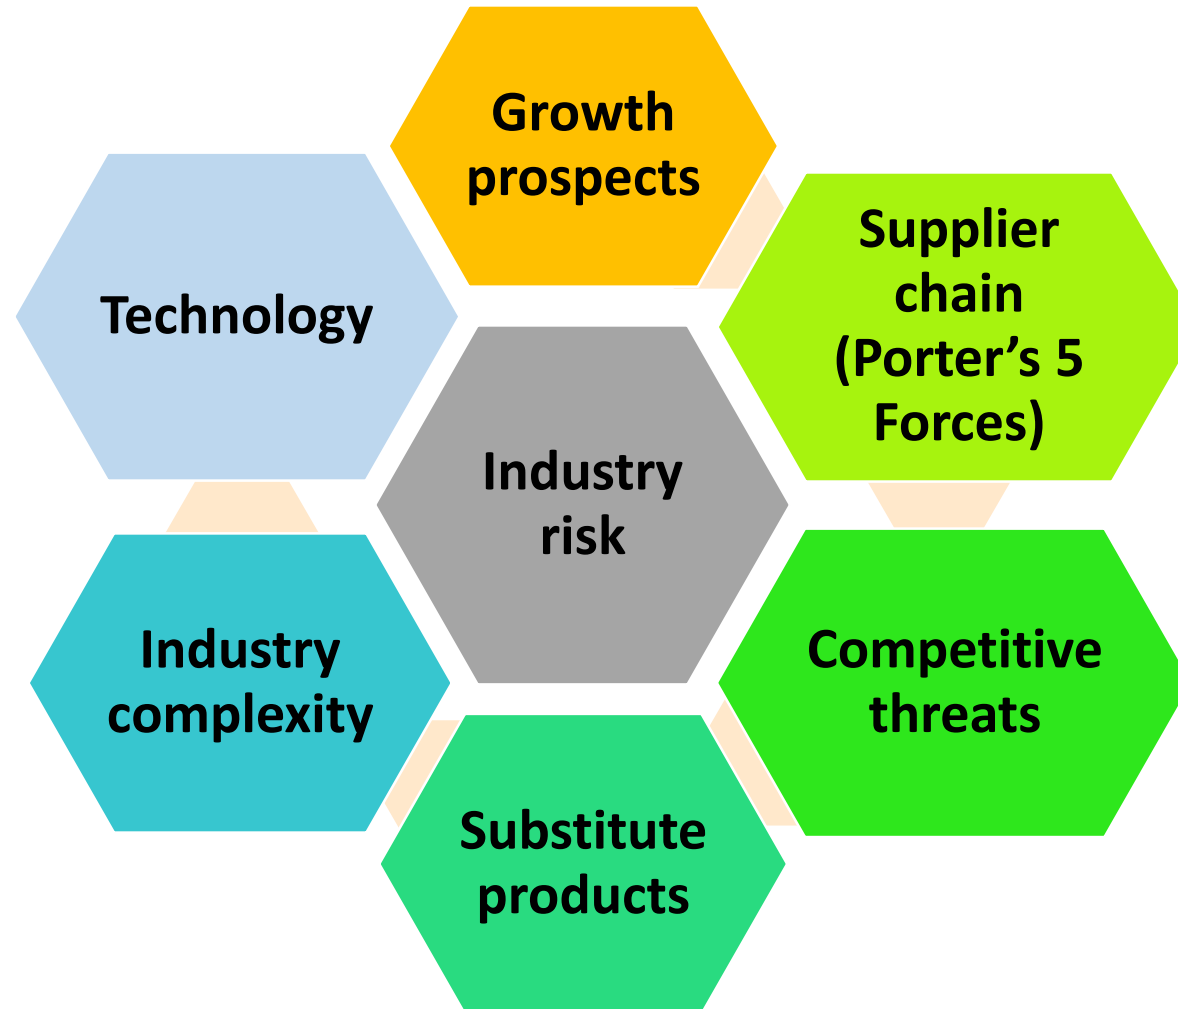 Growth
prospects
Supplier
chain
(Porter’s 5
Forces)
Technology
Industry
risk
Industry
complexity
Competitive
threats
Substitute
products